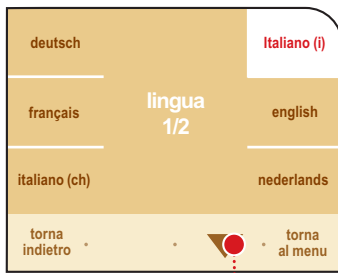 deutsch
Italiano (i)
lingua
1/2
français
english
italiano (ch)
nederlands
torna
indietro
torna
al menu